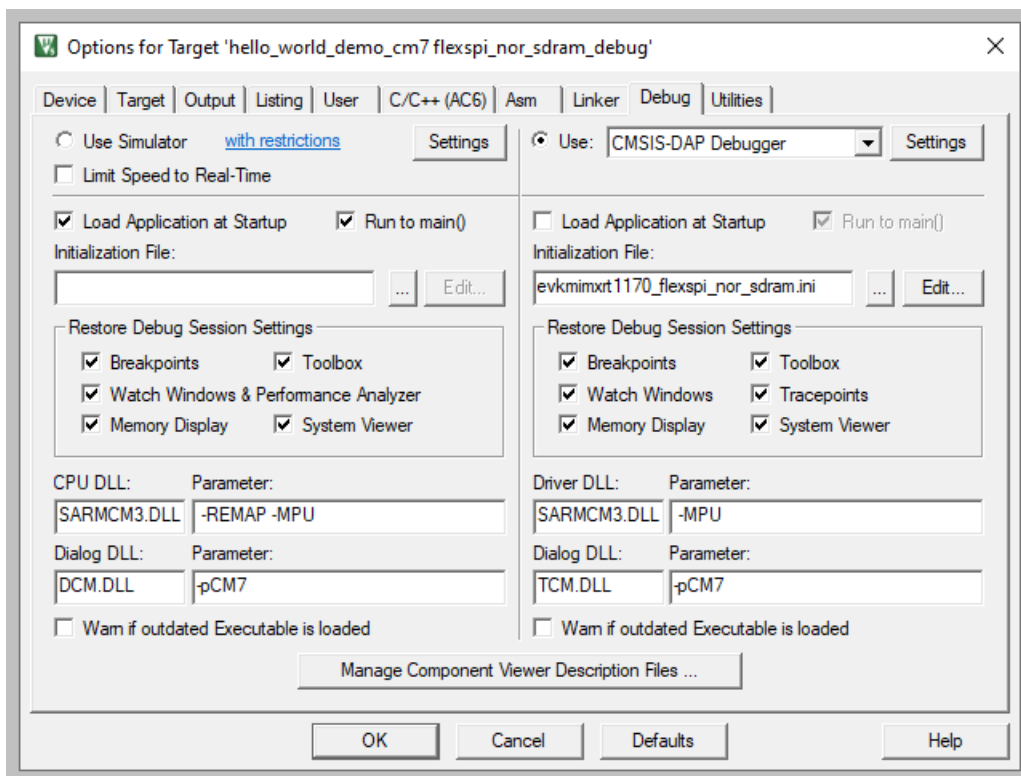 Options for Target 'hello_world_demo_cm7 flexspi_nor_sdram_debug'
Device Target Output Listing User C/C++ (AC6) Asm Linker Debug Utilities
Use Simulator with restrictions Settings
Limit Speed to Real-Time
Use: CMSIS-DAP Debugger Settings
Load Application at Startup Run to main()
Initialization File:
... Edit...
Restore Debug Session Settings
Breakpoints Toolbox
Watch Windows & Performance Analyzer
Memory Display System Viewer
Load Application at Startup Run to main()
Initialization File:
evkmimxrt1170_flexspi_nor_sdram.ini ... Edit...
Restore Debug Session Settings
Breakpoints Toolbox
Watch Windows Tracepoints
Memory Display System Viewer
CPU DLL: Parameter:
SARMCM3.DLL -REMAP -MPU
Dialog DLL: Parameter:
DCM.DLL -pCM7
Warn if outdated Executable is loaded
Driver DLL: Parameter:
SARMCM3.DLL -MPU
Dialog DLL: Parameter:
TCM.DLL -pCM7
Warn if outdated Executable is loaded
Manage Component Viewer Description Files ...
OK Cancel Defaults Help